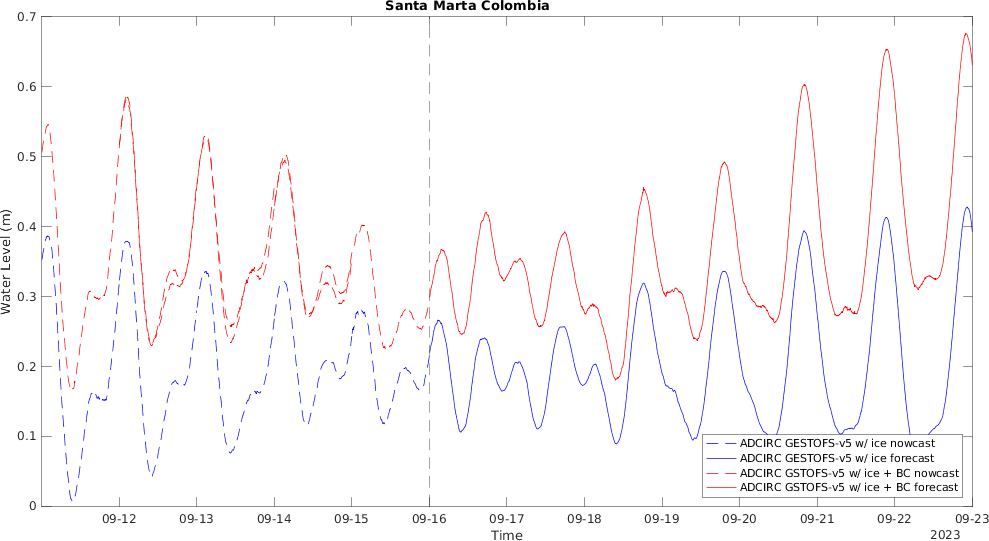 Santa Marta Colombia
0.7
0.6
0.5
0.4
0.3
0.2
0.1
0
Water Level (m)
ADCIRC GESTOFS-v5 w/ ice nowcast
ADCIRC GESTOFS-v5 w/ ice forecast
ADCIRC GSTOFS-v5 w/ ice + BC nowcast
ADCIRC GSTOFS-v5 w/ ice + BC forecast
09-12 09-13 09-14 09-15 09-16 09-17 09-18 09-19 09-20 09-21 09-22 09-23
Time
2023